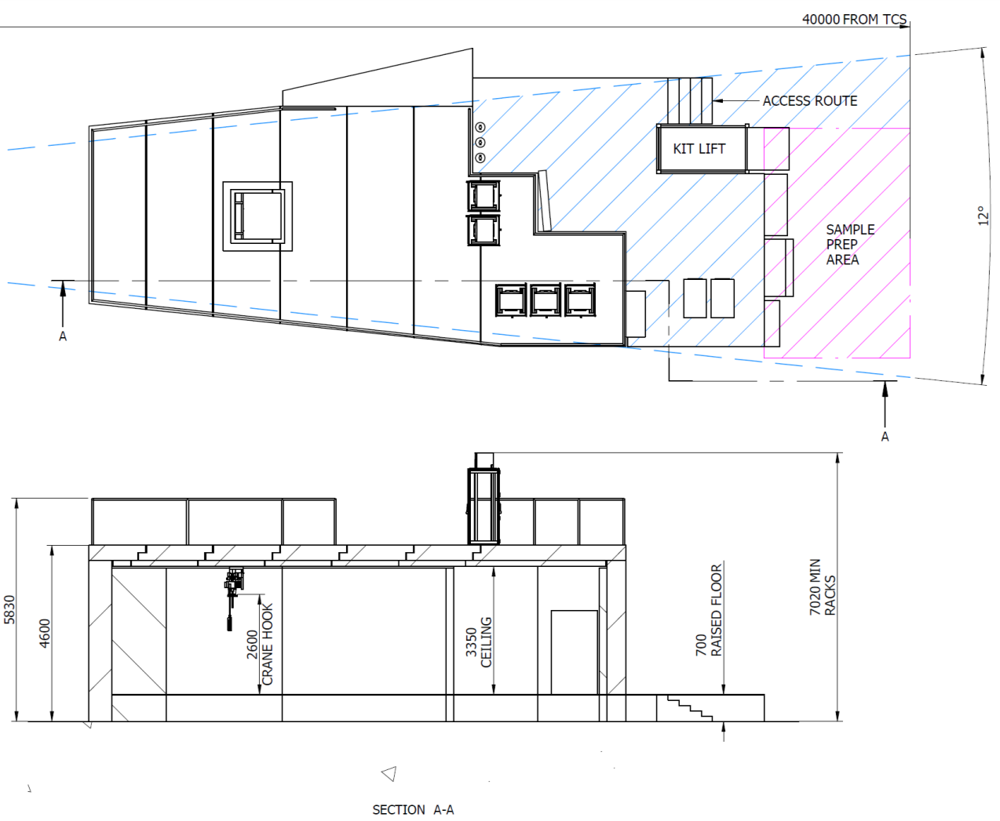 40000 FROM TCS
ACCESS ROUTE
KIT LIFT
12°
SAMPLE
PREP
AREA
A
A
5830
4600
2600
CRANE HOOK
3350
CEILING
700
RAISED FLOOR
7020 MIN
RACKS
SECTION A-A